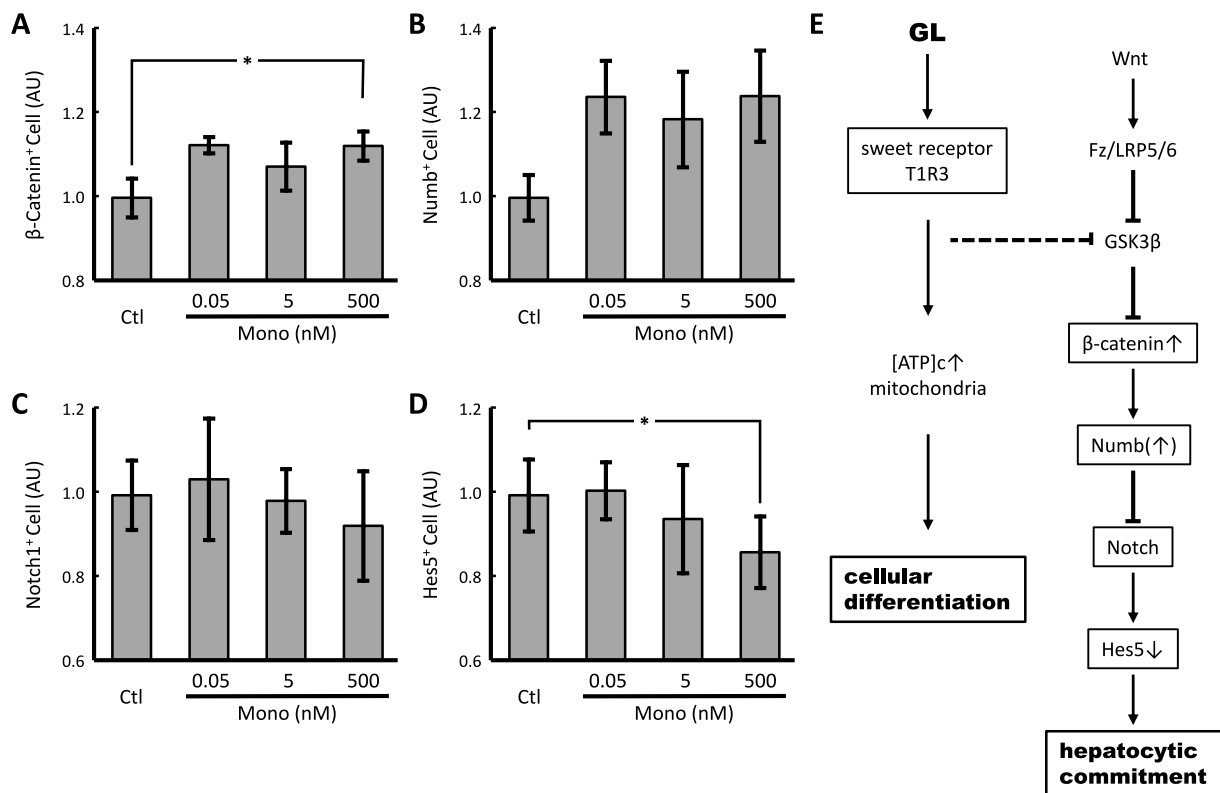 A
β-Catenin⁺ Cell (AU)
1.4
1.2
1.0
0.8
*
Ctl
0.05 5 500
Mono (nM)
B
Numb⁺ Cell (AU)
1.4
1.2
1.0
0.8
Ctl
0.05 5 500
Mono (nM)
C
Notch1⁺ Cell (AU)
1.2
1.0
0.8
0.6
Ctl
0.05 5 500
Mono (nM)
D
Hes5⁺ Cell (AU)
1.2
1.0
0.8
0.6
*
Ctl
0.05 5 500
Mono (nM)
E
GL
sweet receptor
T1R3
[ATP]c↑
mitochondria
cellular
differentiation
Wnt
Fz/LRP5/6
GSK3β
β-catenin↑
Numb(↑)
Notch
Hes5↓
hepatocytic
commitment